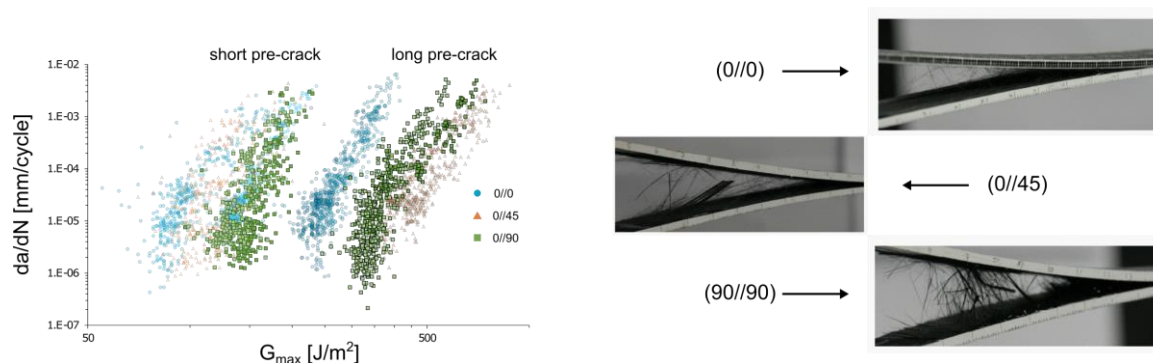 short pre-crack
long pre-crack
1.E-02
1.E-03
1.E-04
1.E-05
1.E-06
1.E-07
da/dN [mm/cycle]
50
500
G_max [J/m²]
0//0
0//45
0//90
(0//0)
(0//45)
(90//90)